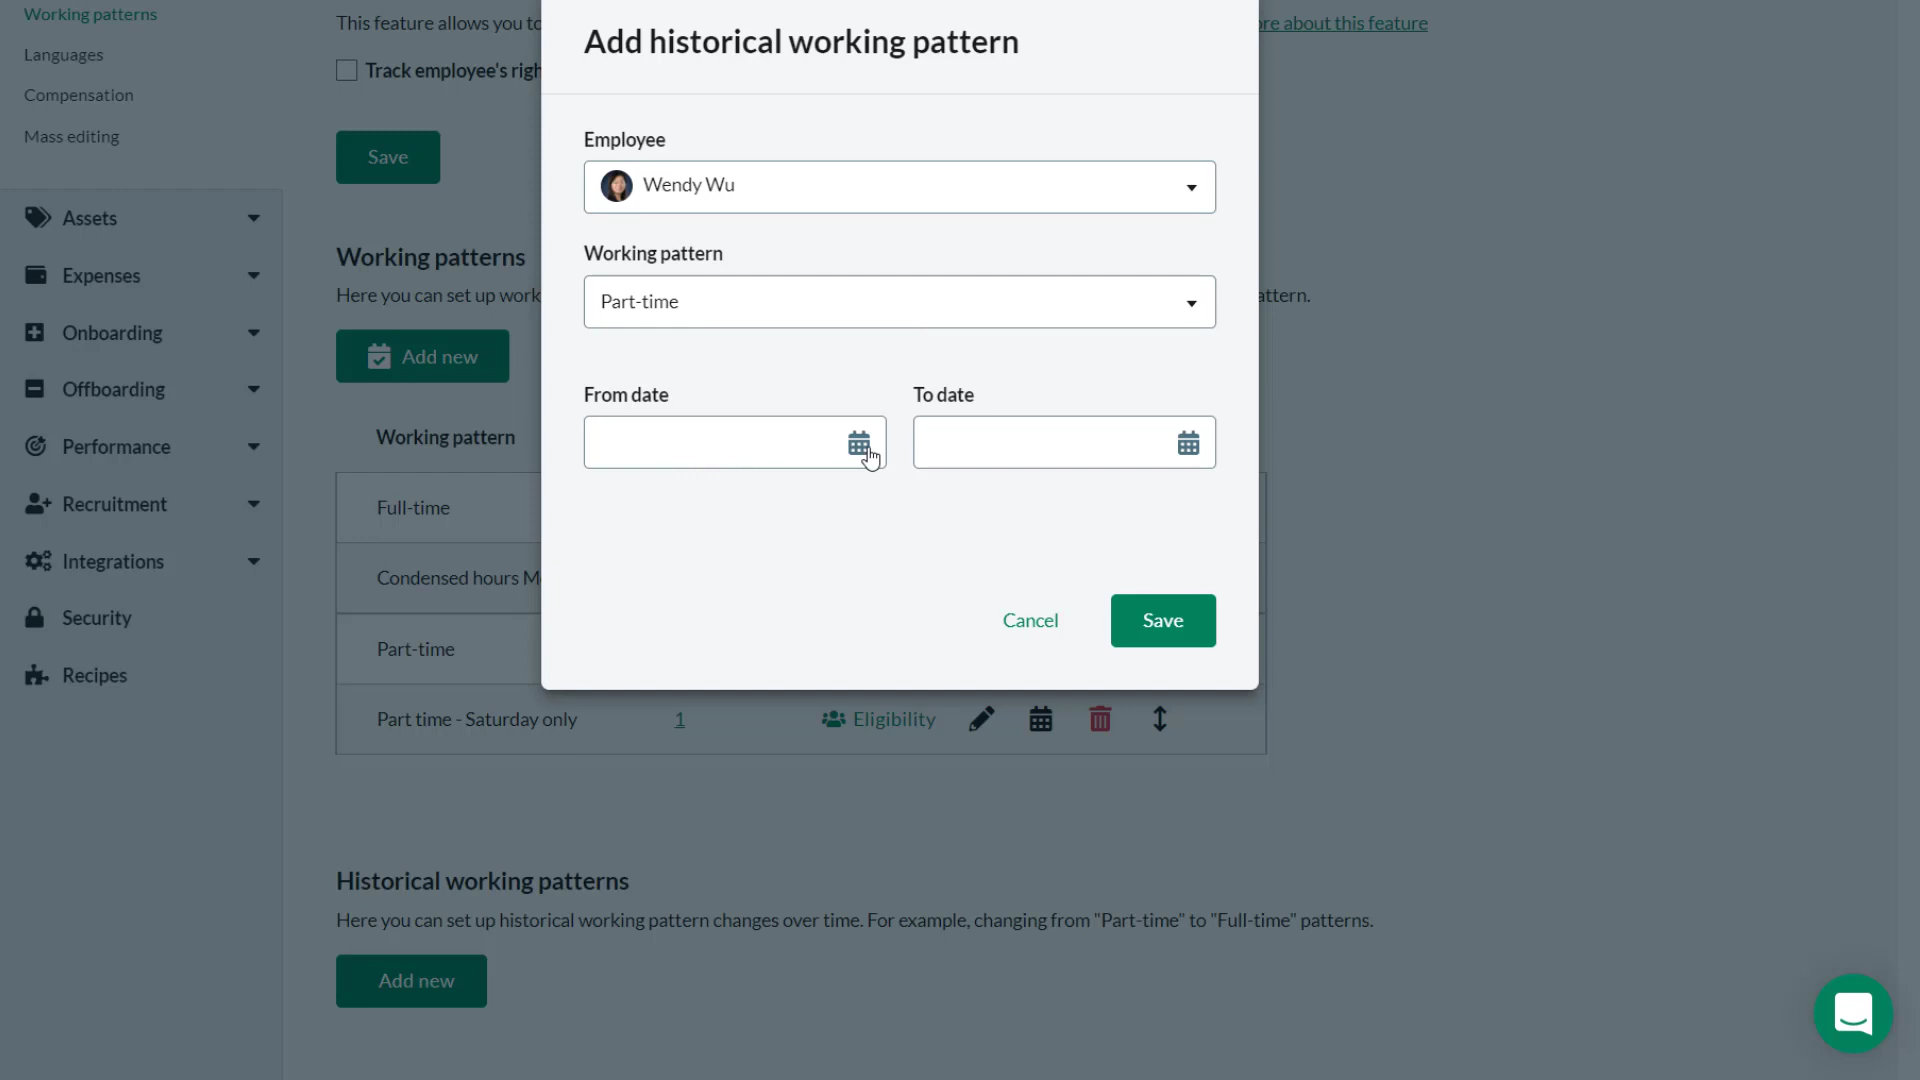 Working patterns
Languages
Compensation
Mass editing
Assets
Expenses
Onboarding
Offboarding
Performance
Recruitment
Integrations
Security
Recipes
This feature allows you to
about this feature
Track employee's
Save
Working patterns
Here you can set up
Add new
Working pattern
Full-time
Condensed hours
Part-time
Part time - Saturday only
1
Eligibility
Historical working patterns
Here you can set up historical working pattern changes over time. For example, changing from "Part-time" to "Full-time" patterns.
Add new
Add historical working pattern
Employee
Wendy Wu
Working pattern
Part-time
From date
To date
Cancel
Save